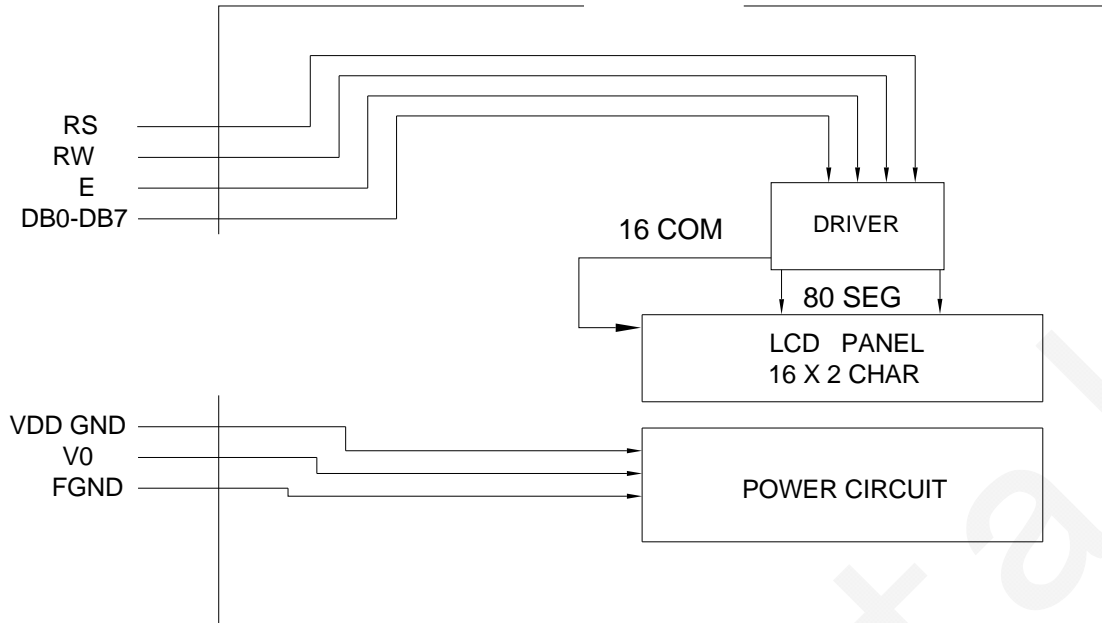 RS
RW
E
DB0-DB7
16 COM
DRIVER
80 SEG
LCD PANEL
16 X 2 CHAR
VDD GND
V0
FGND
POWER CIRCUIT